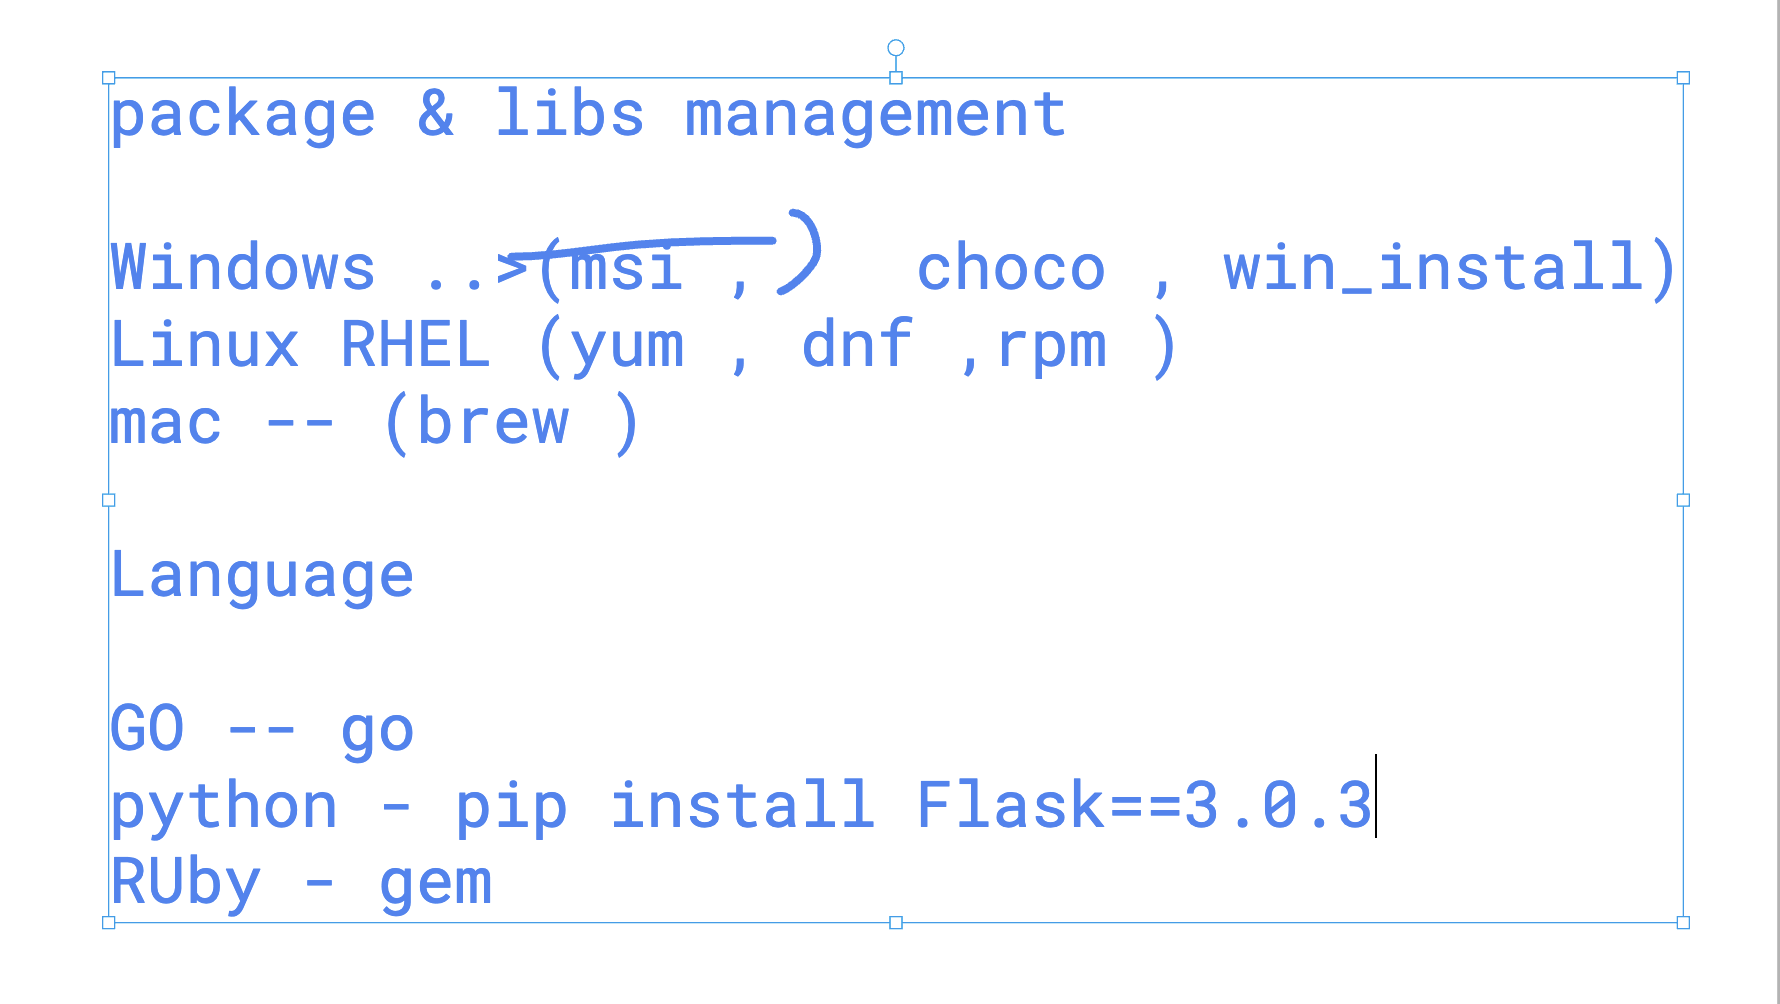 package & libs management
Windows ..>(msi , )   choco , win_install)
Linux RHEL (yum , dnf ,rpm )
mac -- (brew )
Language
GO -- go
python - pip install Flask==3.0.3
RUby - gem